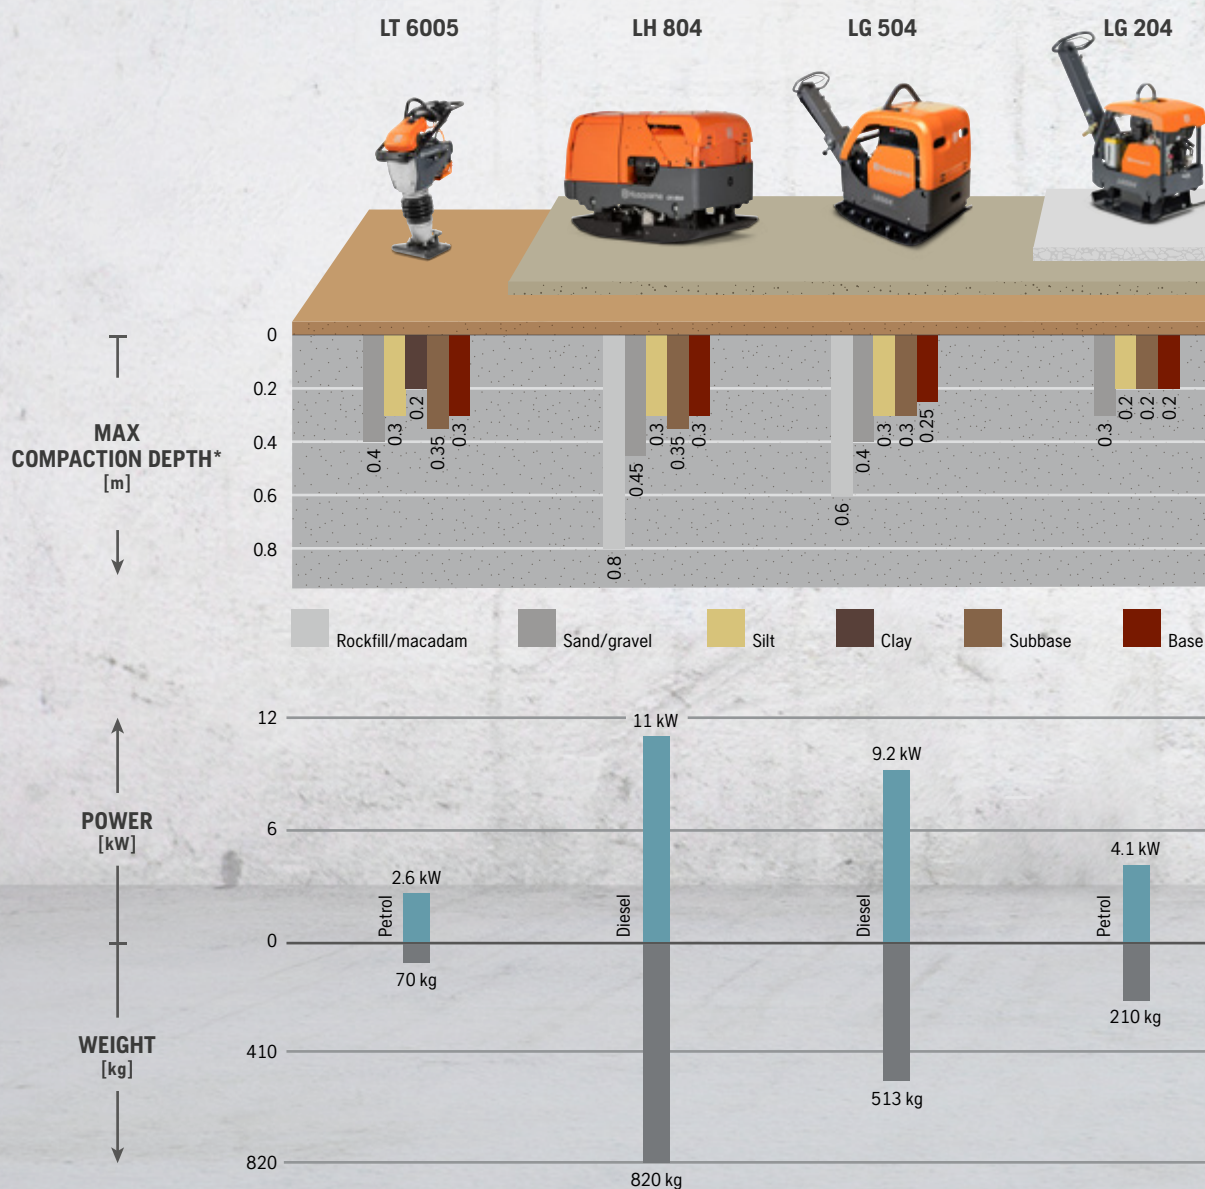 LT 6005
LH 804
LG 504
LG 204
0
0.2
0.4
0.6
0.8
MAX
COMPACTION DEPTH*
[m]
0.4
0.3
0.2
0.35
0.3
0.8
0.45
0.3
0.35
0.3
0.6
0.4
0.3
0.3
0.25
0.3
0.2
0.2
0.2
Rockfill/macadam
Sand/gravel
Silt
Clay
Subbase
Base
12
6
0
410
820
POWER
[kW]
WEIGHT
[kg]
2.6 kW
Petrol
70 kg
11 kW
Diesel
820 kg
9.2 kW
Diesel
513 kg
4.1 kW
Petrol
210 kg